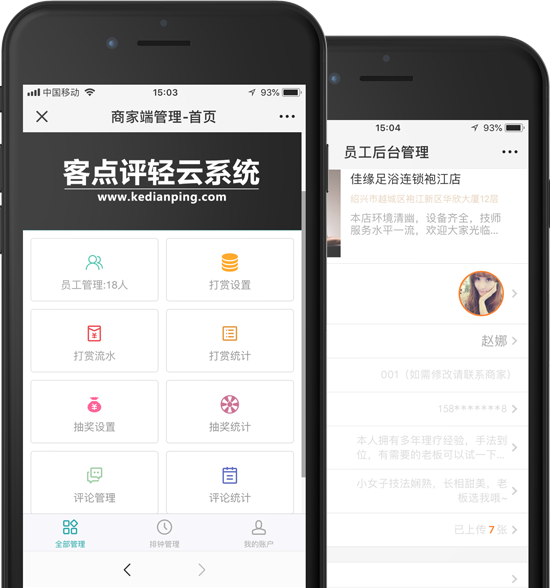 中国移动
15:03
93%
商家端管理-首页
客点评轻云系统
www.kedianping.com
员工管理:18人
打赏设置
打赏流水
打赏统计
抽奖设置
抽奖统计
评论管理
评论统计
全部管理
排钟管理
我的账户
15:04
93%
员工后台管理
佳缘足浴连锁袍江店
绍兴市越城区袍江新区华欣大厦12层
本店环境清幽，设备齐全，技师
服务水平一流，欢迎大家光临...
赵娜
001（如需修改请联系商家）
158*******8
本人拥有多年理疗经验，手法到
位，有需要的老板可以试一下...
小女子技法娴熟，长相甜美，老
板选我哦~
已上传 7 张